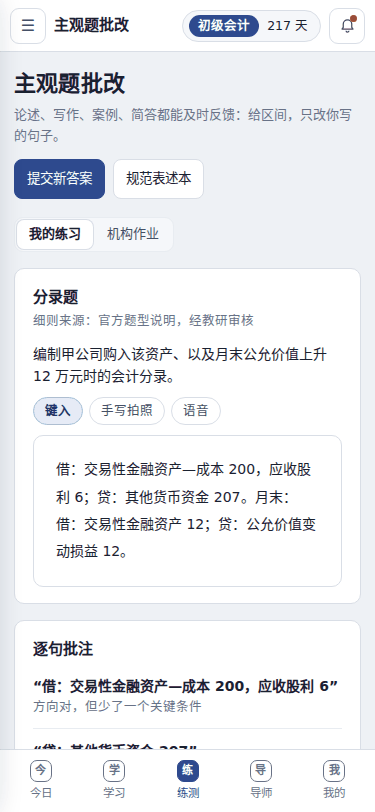 ☰ 主观题批改 初级会计 217 天
主观题批改
论述、写作、案例、简答都能及时反馈：给区间，只改你写
的句子。
提交新答案 规范表述本
我的练习 机构作业
分录题
细则来源：官方题型说明，经教研审核
编制甲公司购入该资产、以及月末公允价值上升
12 万元时的会计分录。
键入 手写拍照 语音
借：交易性金融资产—成本 200，应收股
利 6；贷：其他货币资金 207。月末：
借：交易性金融资产 12；贷：公允价值变
动损益 12。
逐句批注
“借：交易性金融资产—成本 200，应收股利 6”
方向对，但少了一个关键条件
“贷：其他货币资金 207”
今 学 练 导 我
今日 学习 练测 导师 我的